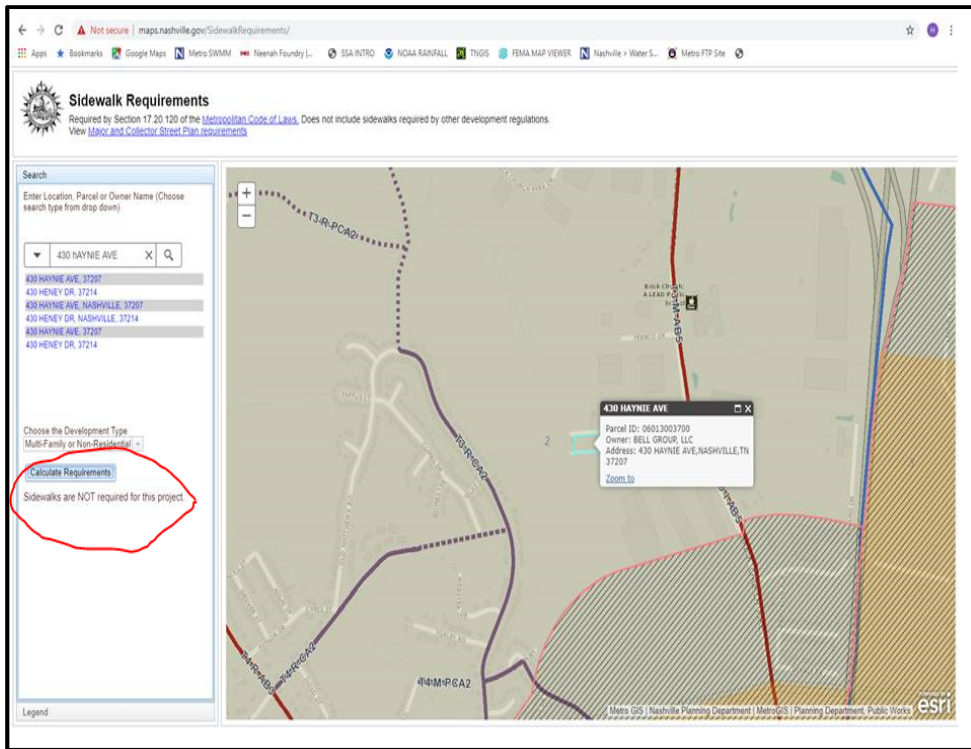 Not secure | maps.nashville.gov/SidewalkRequirements/
Apps Bookmarks Google Maps Metro SWMM Neenah Foundry |... SSA INTRO NOAA RAINFALL TNGIS FEMA MAP VIEWER Nashville > Water S... Metro FTP Site
Sidewalk Requirements
Required by Section 17.20.120 of the Metropolitan Code of Laws. Does not include sidewalks required by other development regulations.
View Major and Collector Street Plan requirements
Search
Enter Location, Parcel or Owner Name (Choose
search type from drop down)
430 hAYNIE AVE
430 HAYNIE AVE, 37207
430 HENEY DR, 37214
430 HAYNIE AVE, NASHVILLE, 37207
430 HENEY DR, NASHVILLE, 37214
430 HAYNIE AVE, 37207
430 HENEY DR, 37214
Choose the Development Type
Multi-Family or Non-Residential
Calculate Requirements
Sidewalks are NOT required for this project.
Legend
+
−
T3-R-PCA2
Brick Church:
A LEAD Public
School
T3-M-AB5
2
430 HAYNIE AVE
Parcel ID: 06013003700
Owner: BELL GROUP, LLC
Address: 430 HAYNIE AVE,NASHVILLE,TN
37207
Zoom to
T3-R-CA2
T4-R-CA2
T4-M-PCA2
Metro GIS | Nashville Planning Department | MetroGIS | Planning Department, Public Works
esri